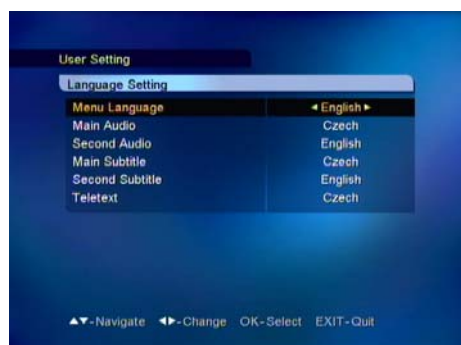 User Setting
Language Setting
Menu Language ◄ English ►
Main Audio Czech
Second Audio English
Main Subtitle Czech
Second Subtitle English
Teletext Czech
▲▼-Navigate ◄►-Change OK-Select EXIT-Quit